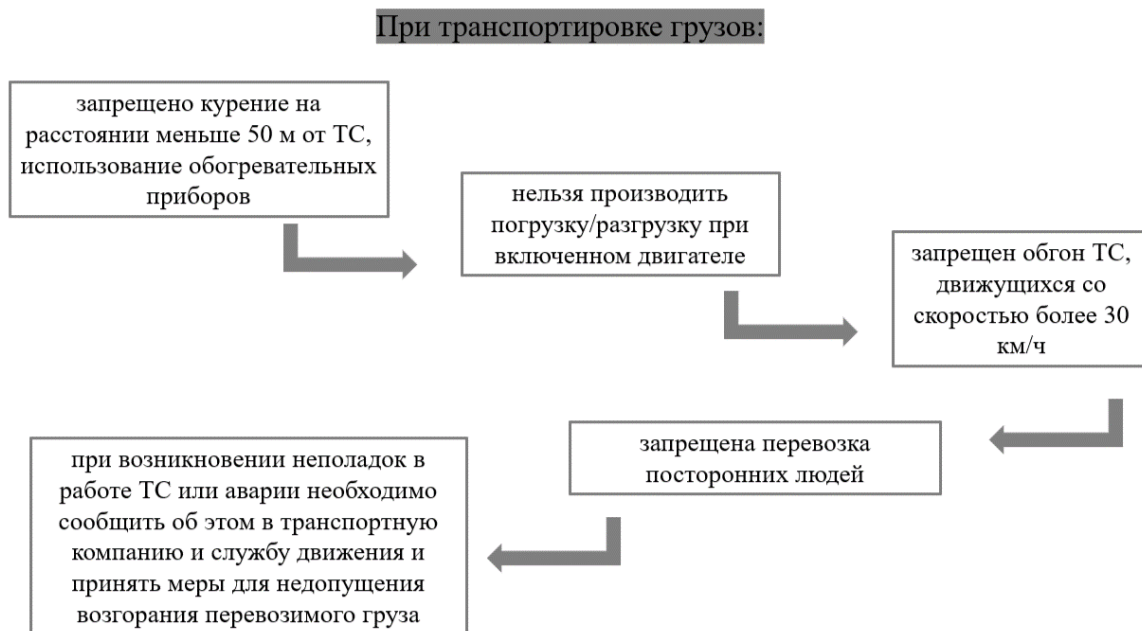 При транспортировке грузов:
запрещено курение на
расстоянии меньше 50 м от ТС,
использование обогревательных
приборов
нельзя производить
погрузку/разгрузку при
включенном двигателе
запрещен обгон ТС,
движущихся со
скоростью более 30
км/ч
запрещена перевозка
посторонних людей
при возникновении неполадок в
работе ТС или аварии необходимо
сообщить об этом в транспортную
компанию и службу движения и
принять меры для недопущения
возгорания перевозимого груза